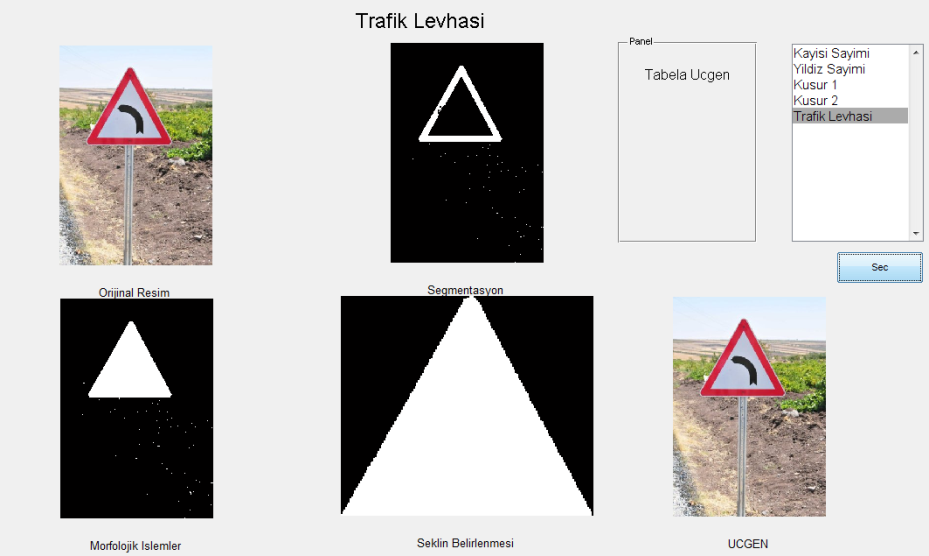 Trafik Levhasi
Panel
Tabela Ucgen
Kayisi Sayimi
Yildiz Sayimi
Kusur 1
Kusur 2
Trafik Levhasi
Sec
Orijinal Resim
Segmentasyon
Morfolojik Islemler
Seklin Belirlenmesi
UCGEN